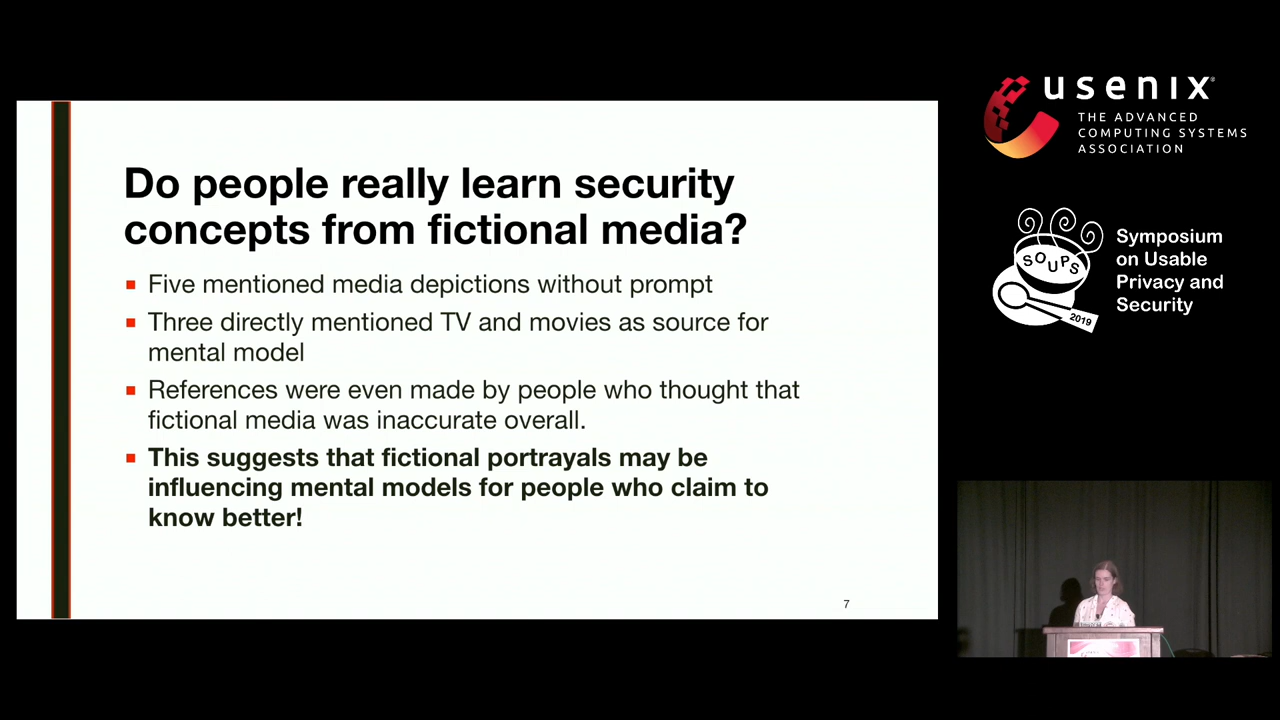 Do people really learn security
concepts from fictional media?
Five mentioned media depictions without prompt
Three directly mentioned TV and movies as source for
mental model
References were even made by people who thought that
fictional media was inaccurate overall.
This suggests that fictional portrayals may be
influencing mental models for people who claim to
know better!
7
usenix
THE ADVANCED
COMPUTING SYSTEMS
ASSOCIATION
SOUPS
2019
Symposium
on Usable
Privacy and
Security